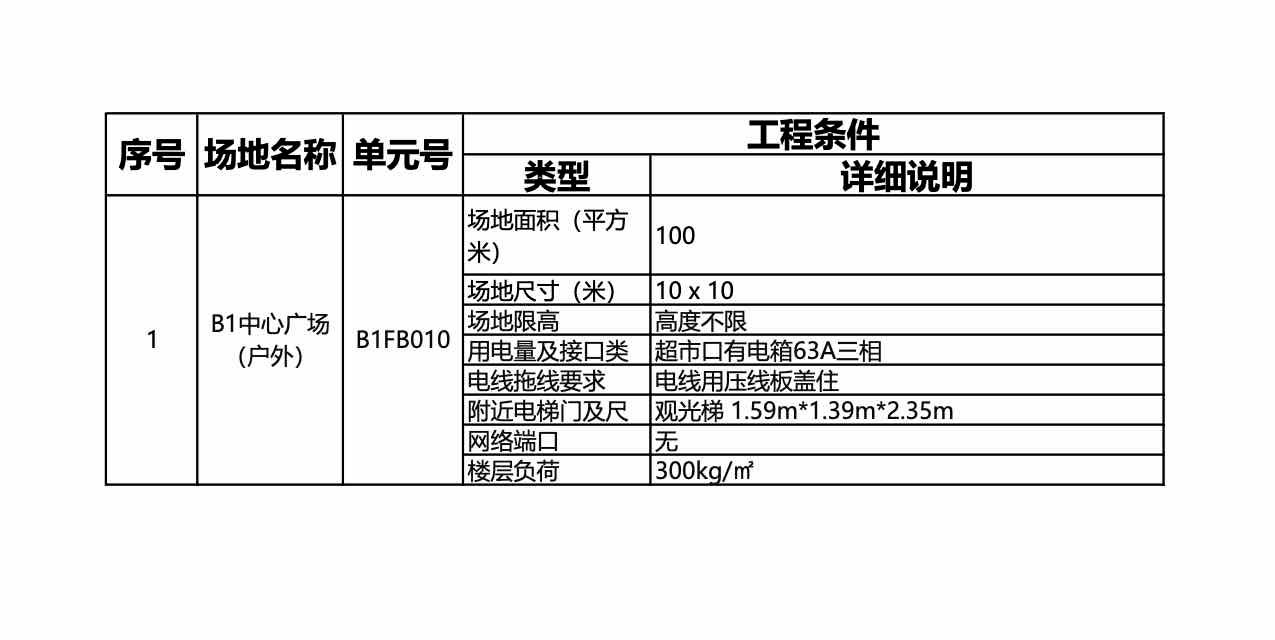 序号
场地名称
单元号
工程条件
类型
详细说明
1
B1中心广场
（户外）
B1FB010
场地面积（平方
米）
100
场地尺寸（米）
10 x 10
场地限高
高度不限
用电量及接口类
超市口有电箱63A三相
电线拖线要求
电线用压线板盖住
附近电梯门及尺
观光梯 1.59m*1.39m*2.35m
网络端口
无
楼层负荷
300kg/㎡